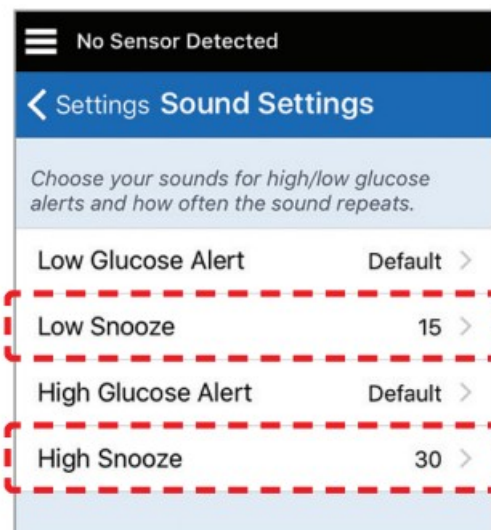 No Sensor Detected
Settings Sound Settings
Choose your sounds for high/low glucose
alerts and how often the sound repeats.
Low Glucose Alert Default
Low Snooze 15
High Glucose Alert Default
High Snooze 30